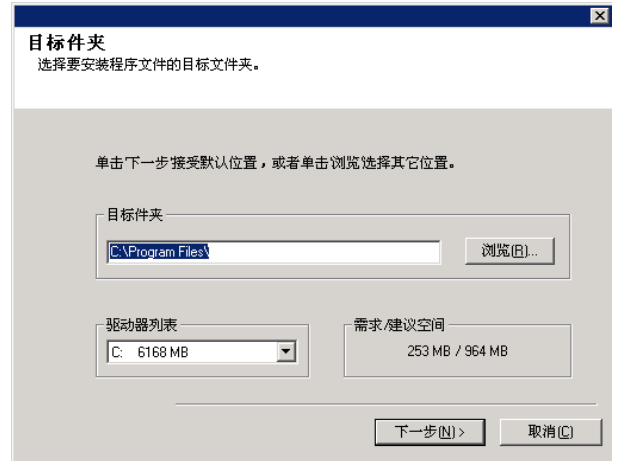 目标件夹
选择要安装程序文件的目标文件夹。
单击'下一步'接受默认位置，或者单击'浏览'选择其它位置。
目标件夹
C:\Program Files\
浏览(R)...
驱动器列表
需求/建议空间
C: 6168 MB
253 MB / 964 MB
下一步(N)>
取消(C)